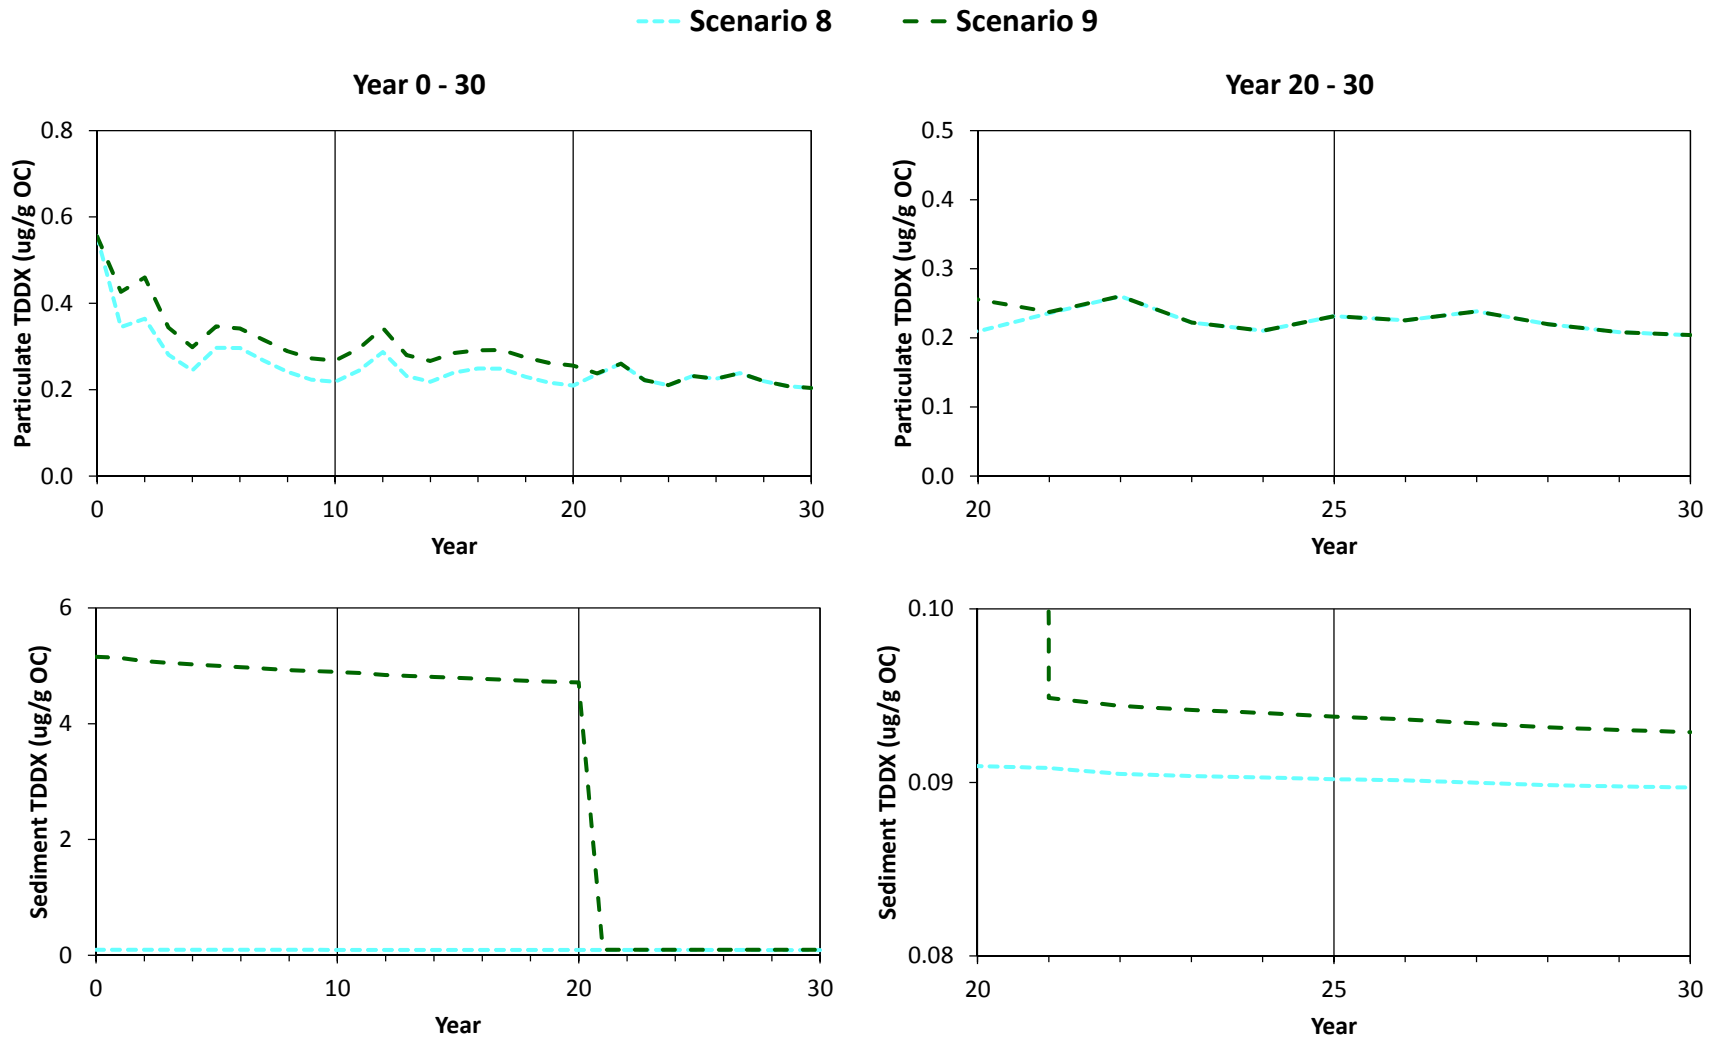 Scenario 8 Scenario 9
Year 0 - 30
Year 20 - 30
Particulate TDDX (ug/g OC)
0.8
0.6
0.4
0.2
0.0
0 10 20 30
Year
Particulate TDDX (ug/g OC)
0.5
0.4
0.3
0.2
0.1
0.0
20 25 30
Year
Sediment TDDX (ug/g OC)
6
4
2
0
0 10 20 30
Year
Sediment TDDX (ug/g OC)
0.10
0.09
0.08
20 25 30
Year